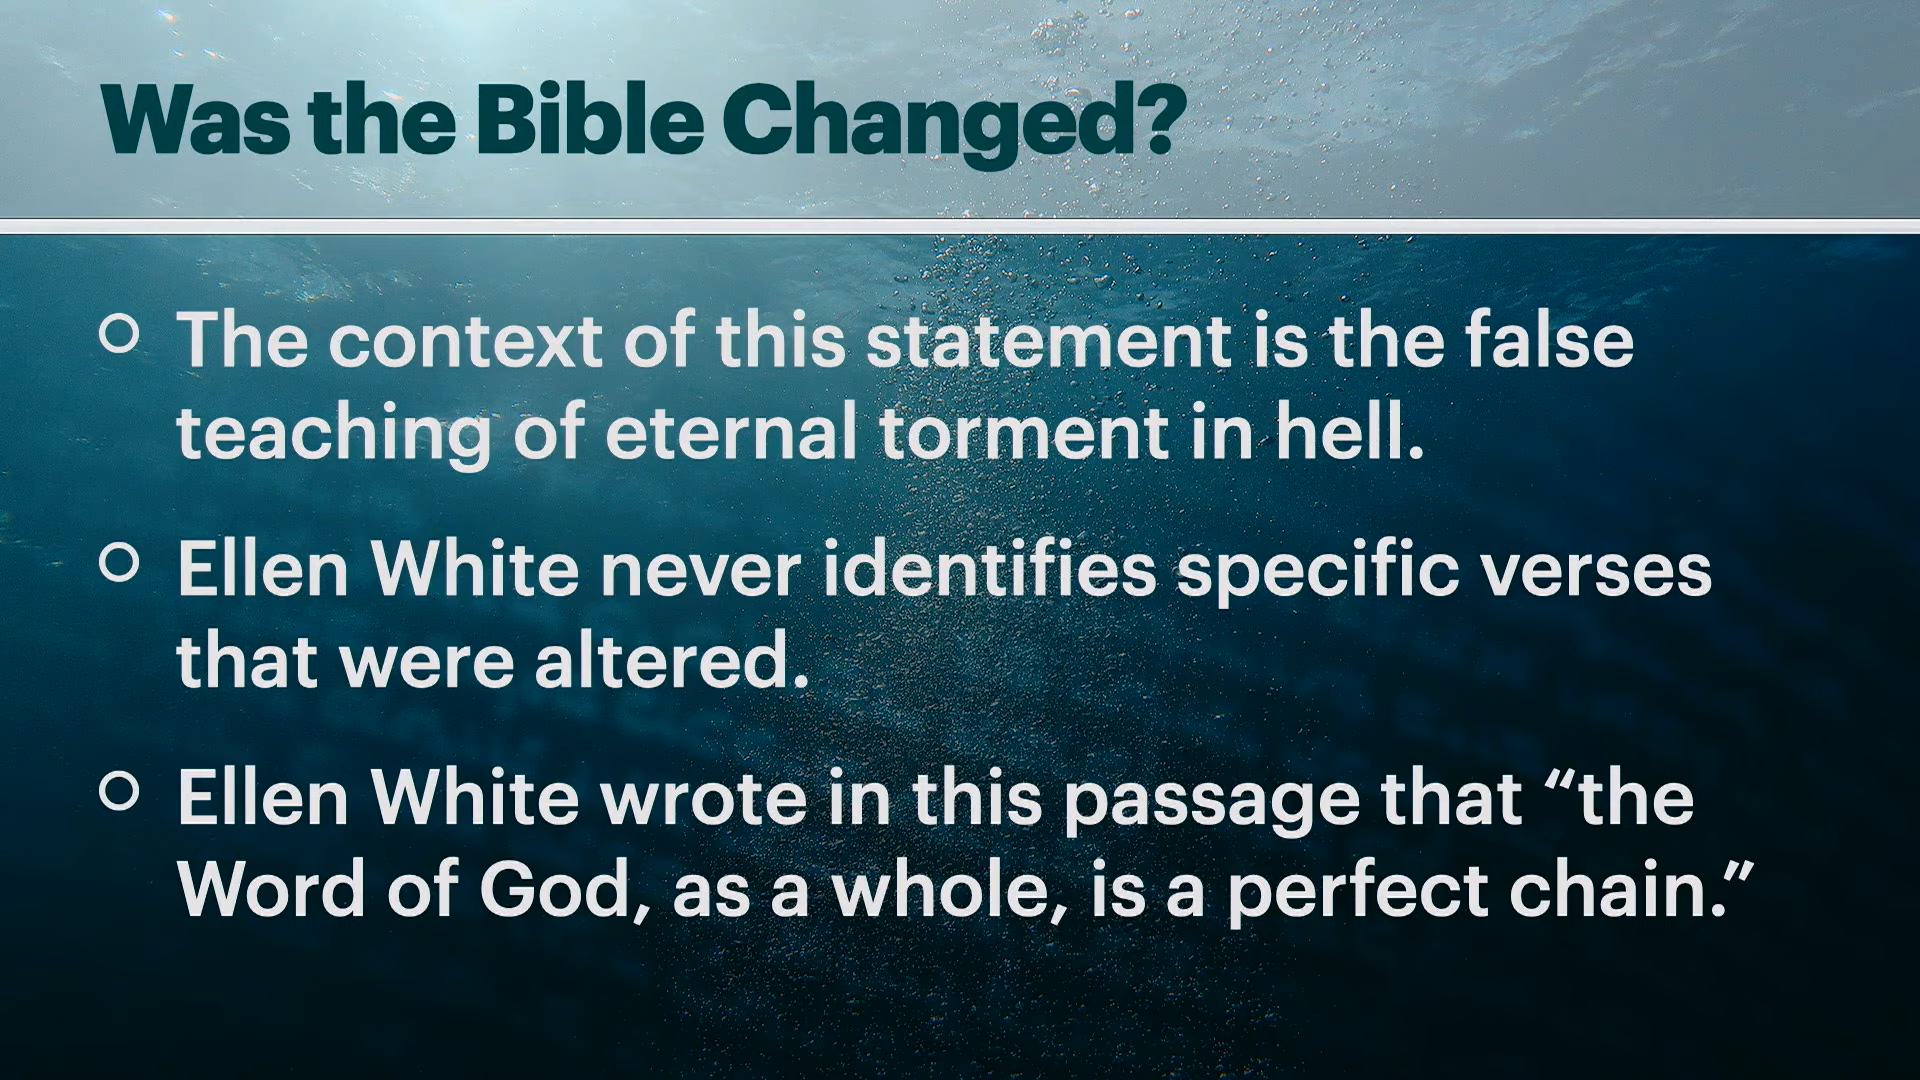 Was the Bible Changed?
The context of this statement is the false
teaching of eternal torment in hell.
Ellen White never identifies specific verses
that were altered.
Ellen White wrote in this passage that “the
Word of God, as a whole, is a perfect chain.”